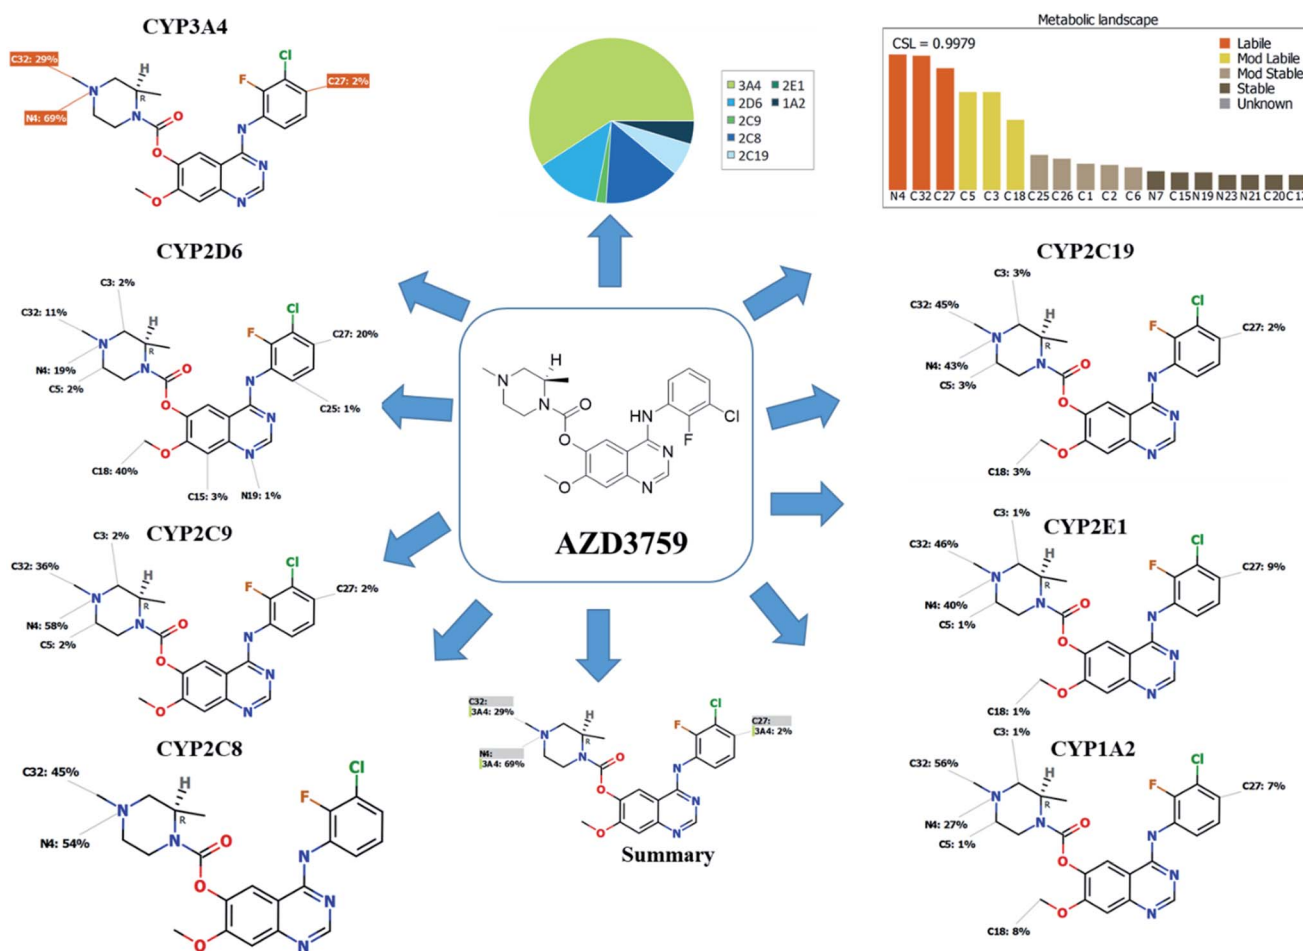 CYP3A4
C32: 29%
N4: 69%
C27: 2%
H
R
N
N
O
O
O
F
Cl
N
N
N
3A4
2E1
2D6
1A2
2C9
2C8
2C19
Metabolic landscape
CSL = 0.9979
Labile
Mod Labile
Mod Stable
Stable
Unknown
N4 C32 C27 C5 C3 C18 C25 C26 C1 C2 C6 N7 C15 N19 N23 N21 C20
CYP2D6
C3: 2%
C32: 11%
N4: 19%
C5: 2%
C27: 20%
C25: 1%
C18: 40%
C15: 3%
N19: 1%
H
R
N
N
O
O
O
F
Cl
N
N
N
AZD3759
H
N
N
O
O
O
HN
F
Cl
N
N
CYP2C19
C3: 3%
C32: 45%
N4: 43%
C5: 3%
C27: 2%
C18: 3%
H
R
N
N
O
O
O
F
Cl
N
N
N
CYP2C9
C3: 2%
C32: 36%
N4: 58%
C5: 2%
C27: 2%
H
R
N
N
O
O
O
F
Cl
N
N
N
CYP2E1
C3: 1%
C32: 46%
N4: 40%
C5: 1%
C27: 9%
C18: 1%
H
R
N
N
O
O
O
F
Cl
N
N
N
CYP2C8
C32: 45%
N4: 54%
H
R
N
N
O
O
O
F
Cl
N
N
N
C32:
3A4: 29%
N4:
3A4: 69%
C27:
3A4: 2%
H
R
N
N
O
O
O
F
Cl
N
N
N
Summary
CYP1A2
C3: 1%
C32: 56%
N4: 27%
C5: 1%
C27: 7%
C18: 8%
H
R
N
N
O
O
O
F
Cl
N
N
N